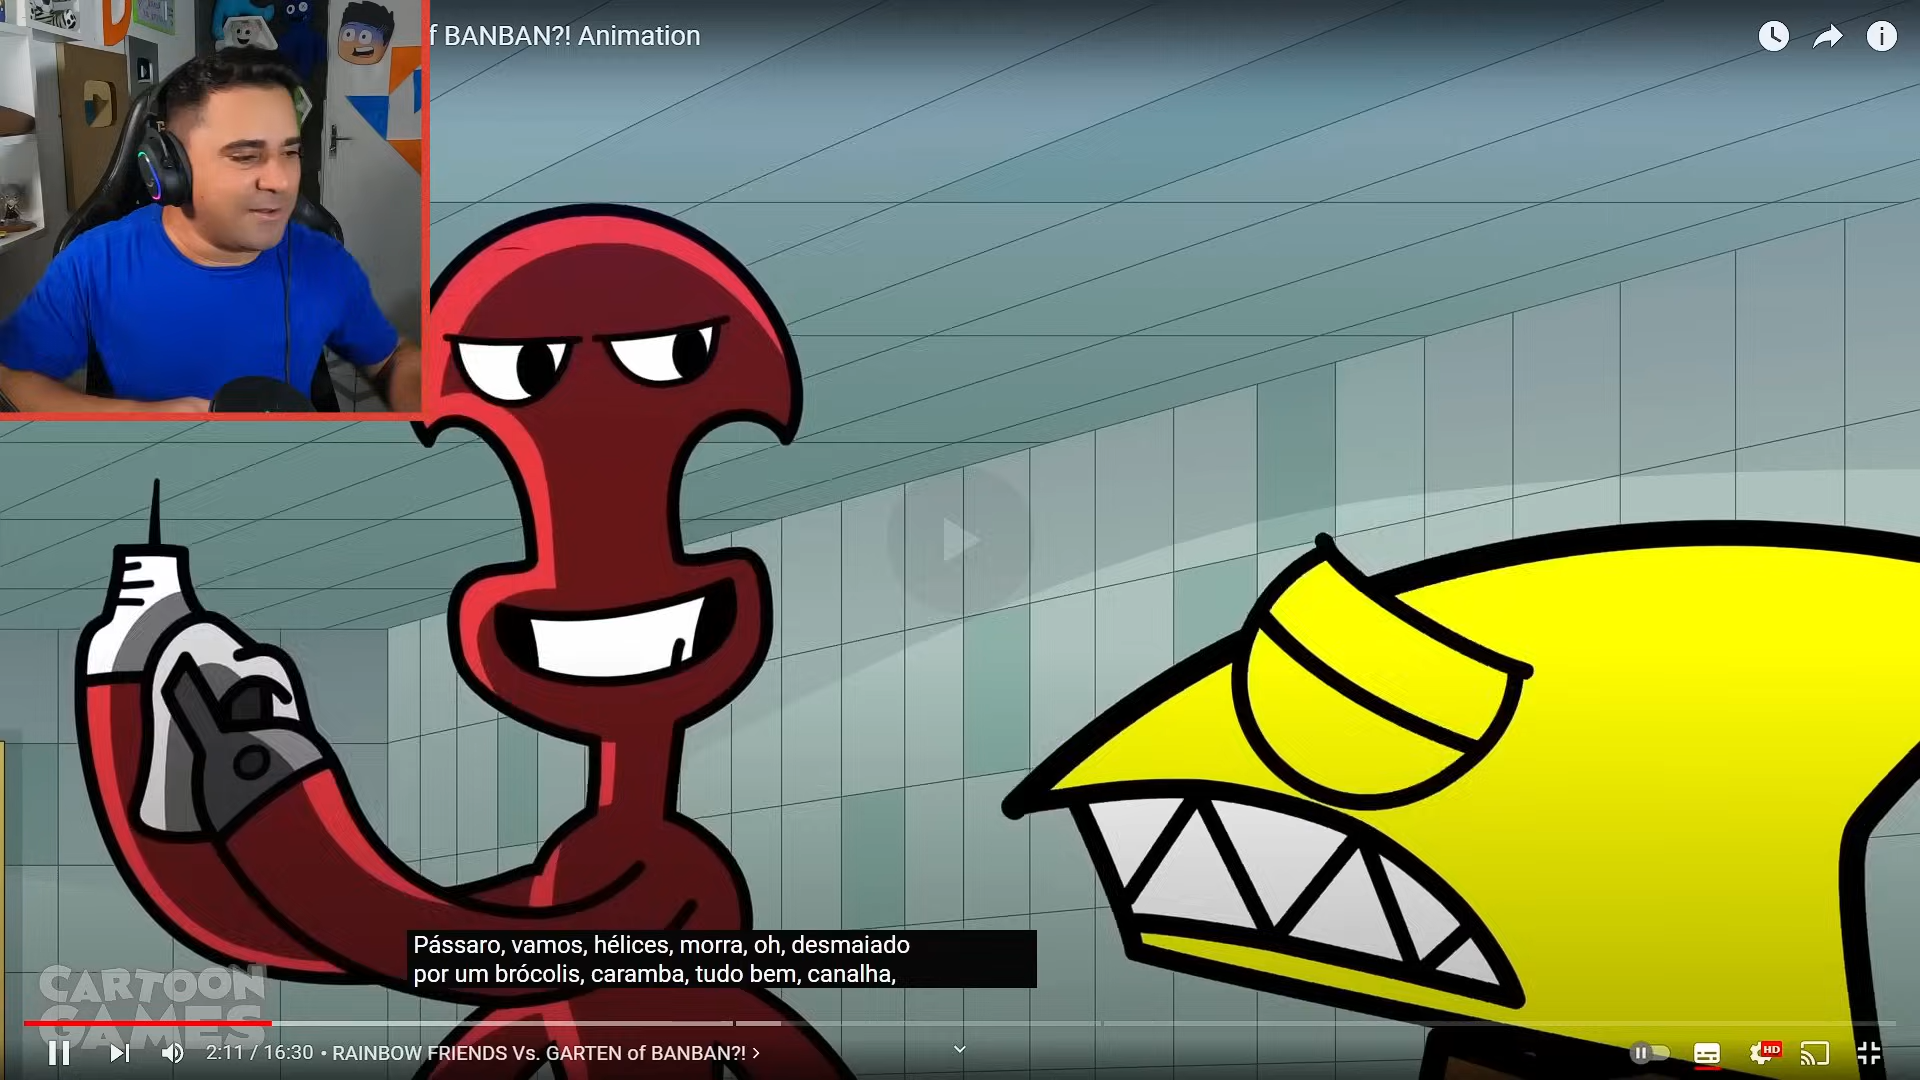 f BANBAN?! Animation
Pássaro, vamos, hélices, morra, oh, desmaiado
por um brócolis, caramba, tudo bem, canalha,
CARTOON
GAMES
2:11 / 16:30 • RAINBOW FRIENDS Vs. GARTEN of BANBAN?!
HD